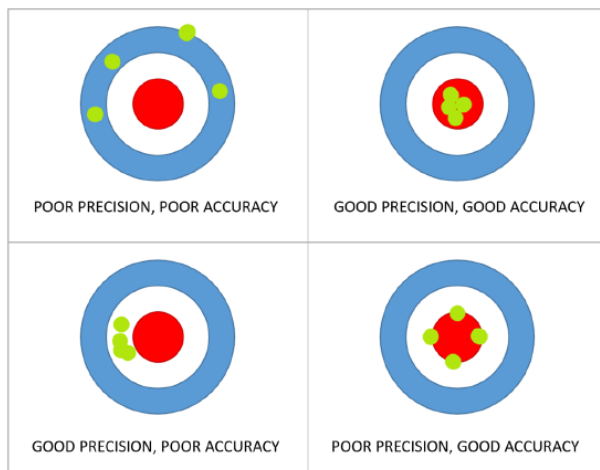 POOR PRECISION, POOR ACCURACY
GOOD PRECISION, GOOD ACCURACY
GOOD PRECISION, POOR ACCURACY
POOR PRECISION, GOOD ACCURACY